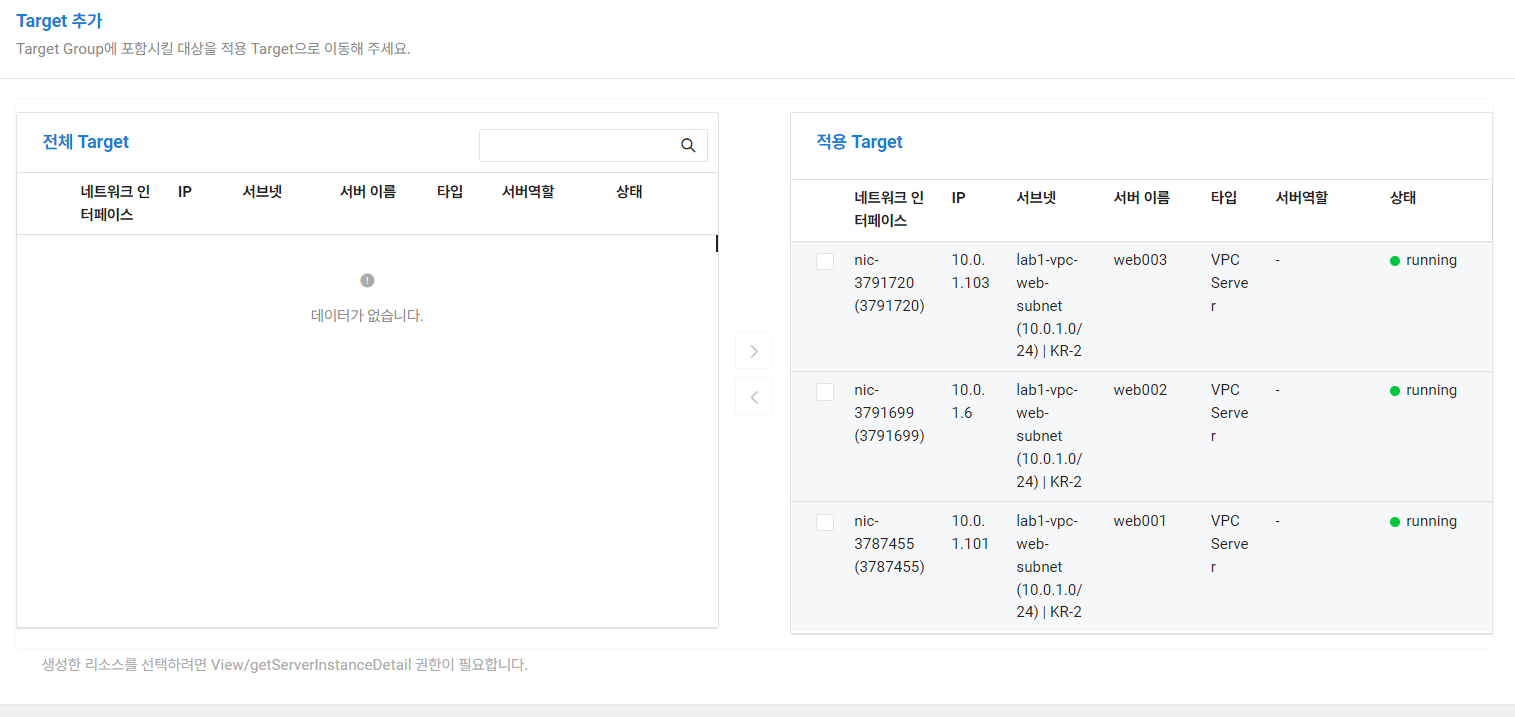 Target 추가
Target Group에 포함시킬 대상을 적용 Target으로 이동해 주세요.
전체 Target
네트워크 인 IP 서브넷 서버 이름 타입 서버역할 상태
터페이스
데이터가 없습니다.
적용 Target
네트워크 인 IP 서브넷 서버 이름 타입 서버역할 상태
터페이스
nic- 10.0. lab1-vpc- web003 VPC - running
3791720 1.103 web- Serve
(3791720) subnet r
(10.0.1.0/
24) | KR-2
nic- 10.0. lab1-vpc- web002 VPC - running
3791699 1.6 web- Serve
(3791699) subnet r
(10.0.1.0/
24) | KR-2
nic- 10.0. lab1-vpc- web001 VPC - running
3787455 1.101 web- Serve
(3787455) subnet r
(10.0.1.0/
24) | KR-2
생성한 리소스를 선택하려면 View/getServerInstanceDetail 권한이 필요합니다.